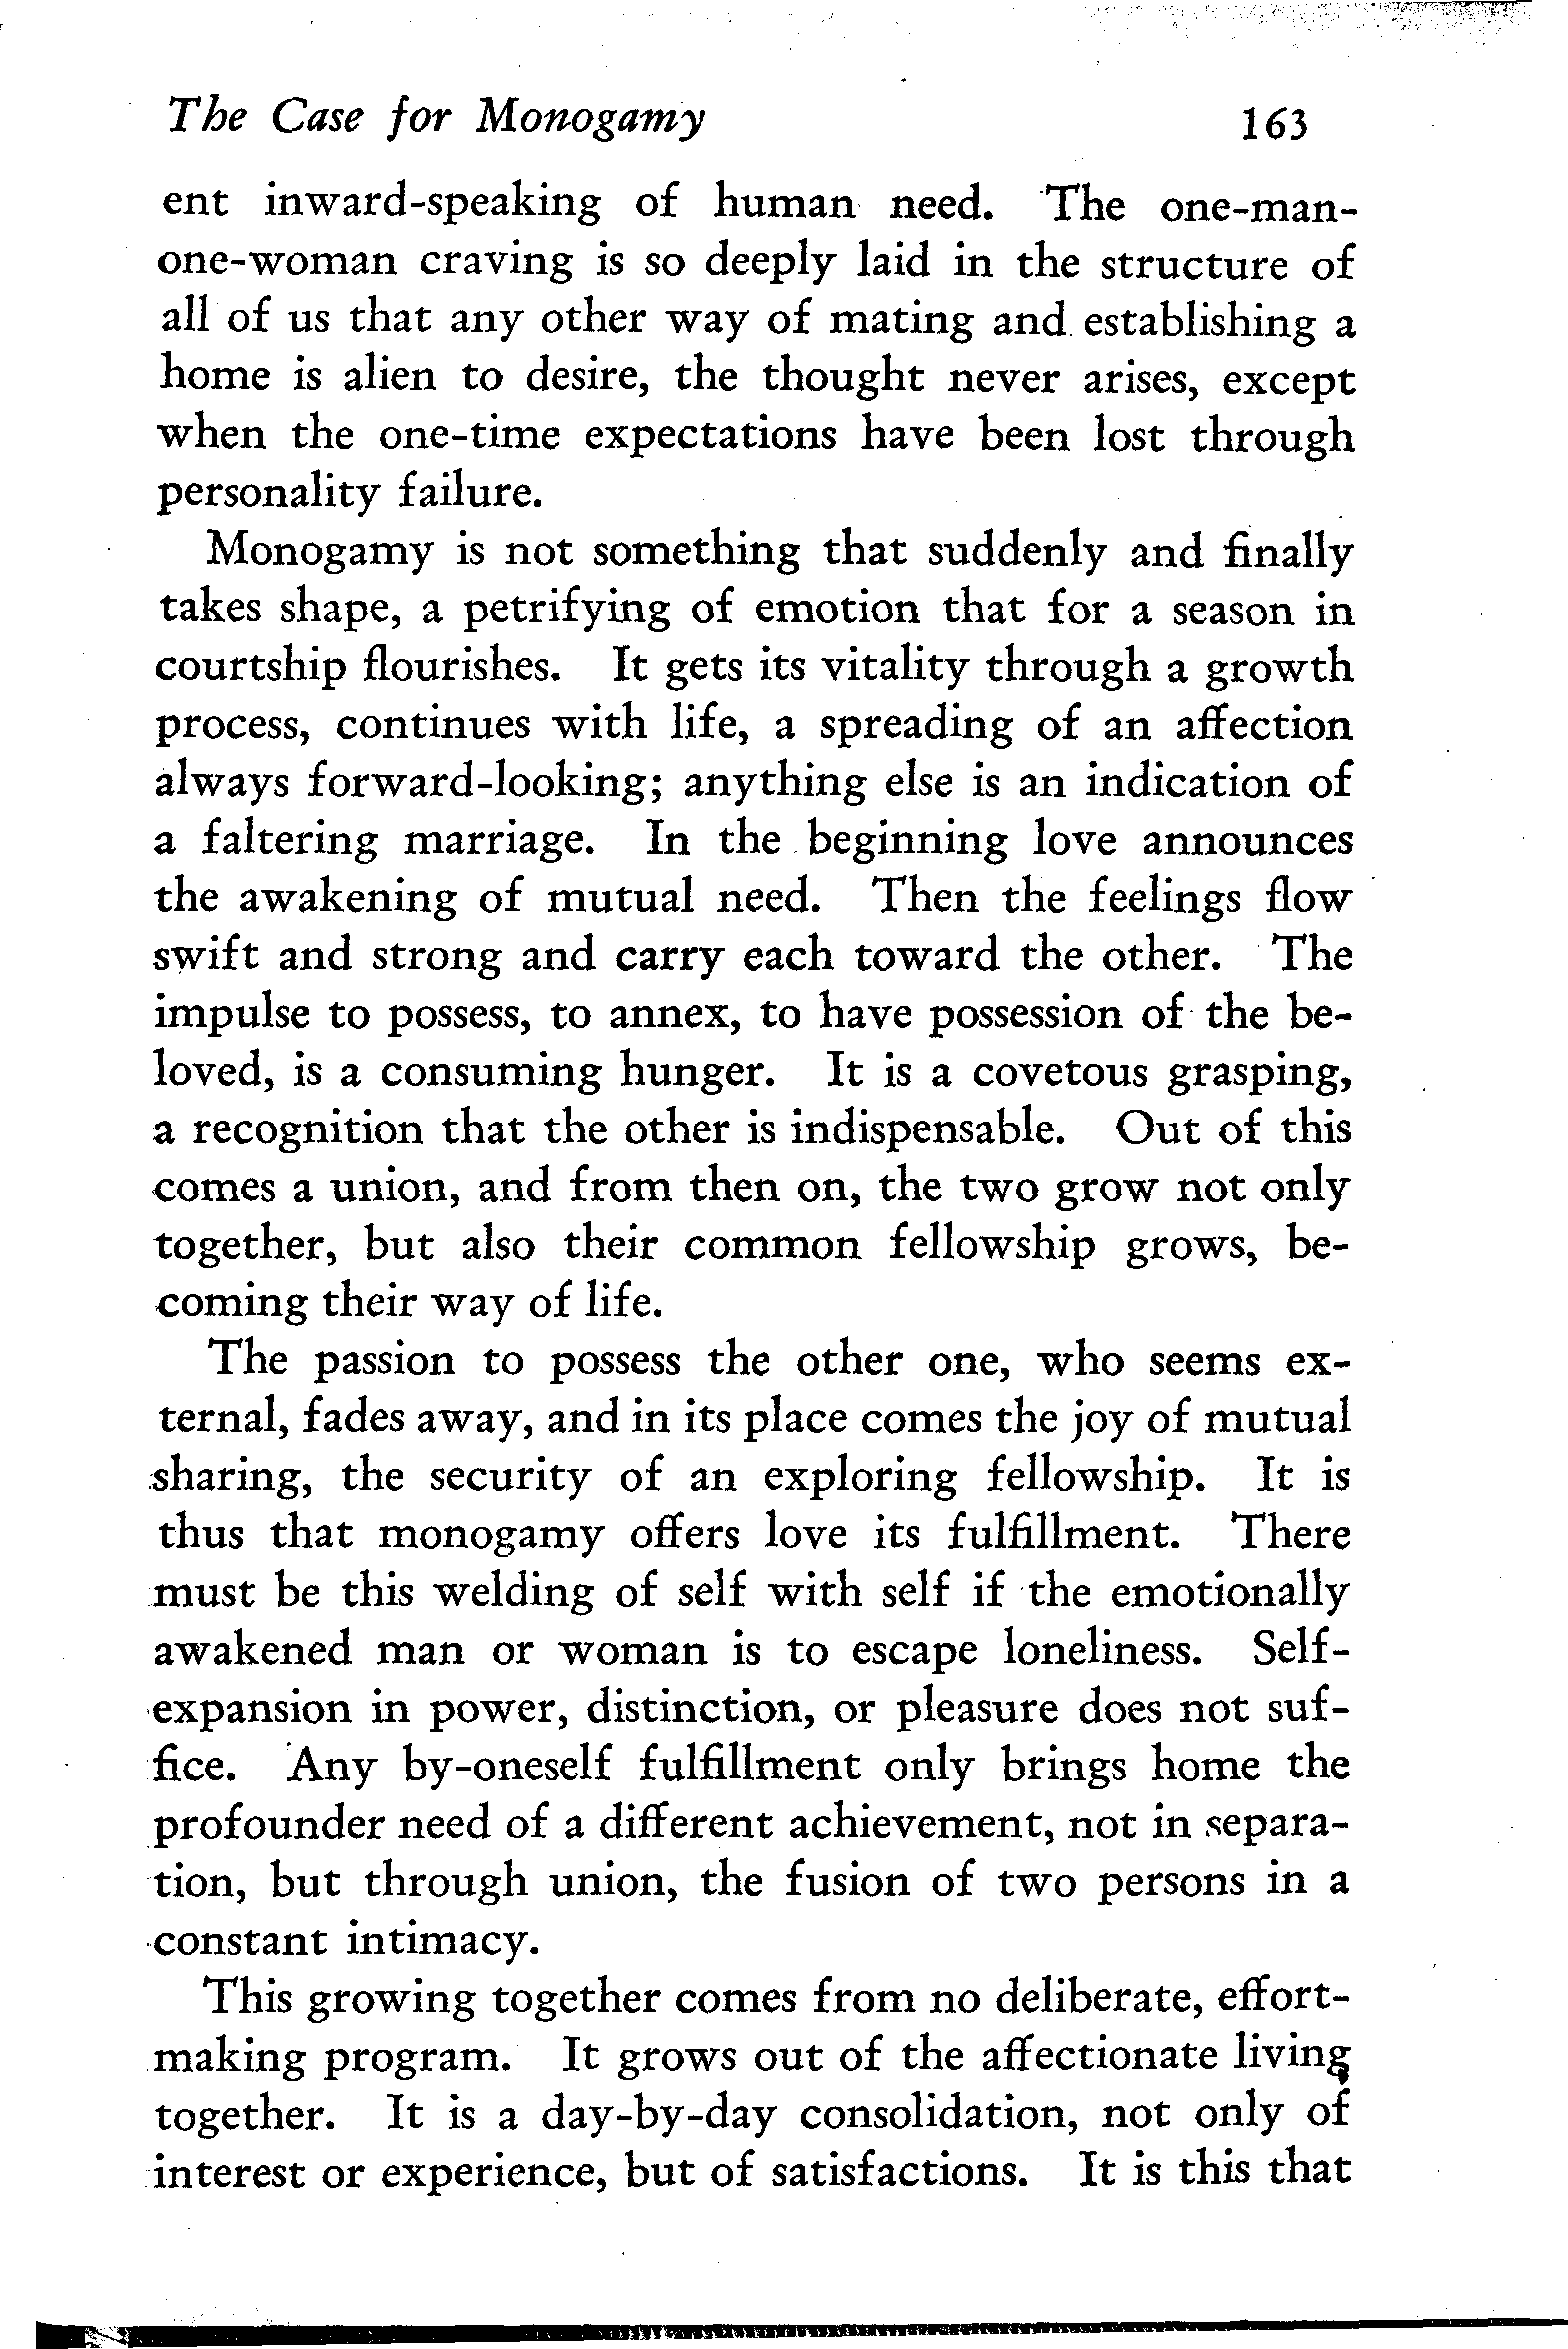 The Case for Monogamy 163
ent inward-speaking of human need. The one-man-
one-woman craving is so deeply laid in the structure of
all of us that any other way of mating and establishing a
home is alien to desire, the thought never arises, except
when the one-time expectations have been lost through
personality failure.
Monogamy is not something that suddenly and finally
takes shape, a petrifying of emotion that for a season in
courtship flourishes. It gets its vitality through a growth
process, continues with life, a spreading of an affection
always forward-looking; anything else is an indication of
a faltering marriage. In the beginning love announces
the awakening of mutual need. Then the feelings flow
swift and strong and carry each toward the other. The
impulse to possess, to annex, to have possession of the be-
loved, is a consuming hunger. It is a covetous grasping,
a recognition that the other is indispensable. Out of this
comes a union, and from then on, the two grow not only
together, but also their common fellowship grows, be-
coming their way of life.
The passion to possess the other one, who seems ex-
ternal, fades away, and in its place comes the joy of mutual
sharing, the security of an exploring fellowship. It is
thus that monogamy offers love its fulfillment. There
must be this welding of self with self if the emotionally
awakened man or woman is to escape loneliness. Self-
expansion in power, distinction, or pleasure does not suf-
fice. Any by-oneself fulfillment only brings home the
profounder need of a different achievement, not in separa-
tion, but through union, the fusion of two persons in a
constant intimacy.
This growing together comes from no deliberate, effort-
making program. It grows out of the affectionate living
together. It is a day-by-day consolidation, not only of
interest or experience, but of satisfactions. It is this that